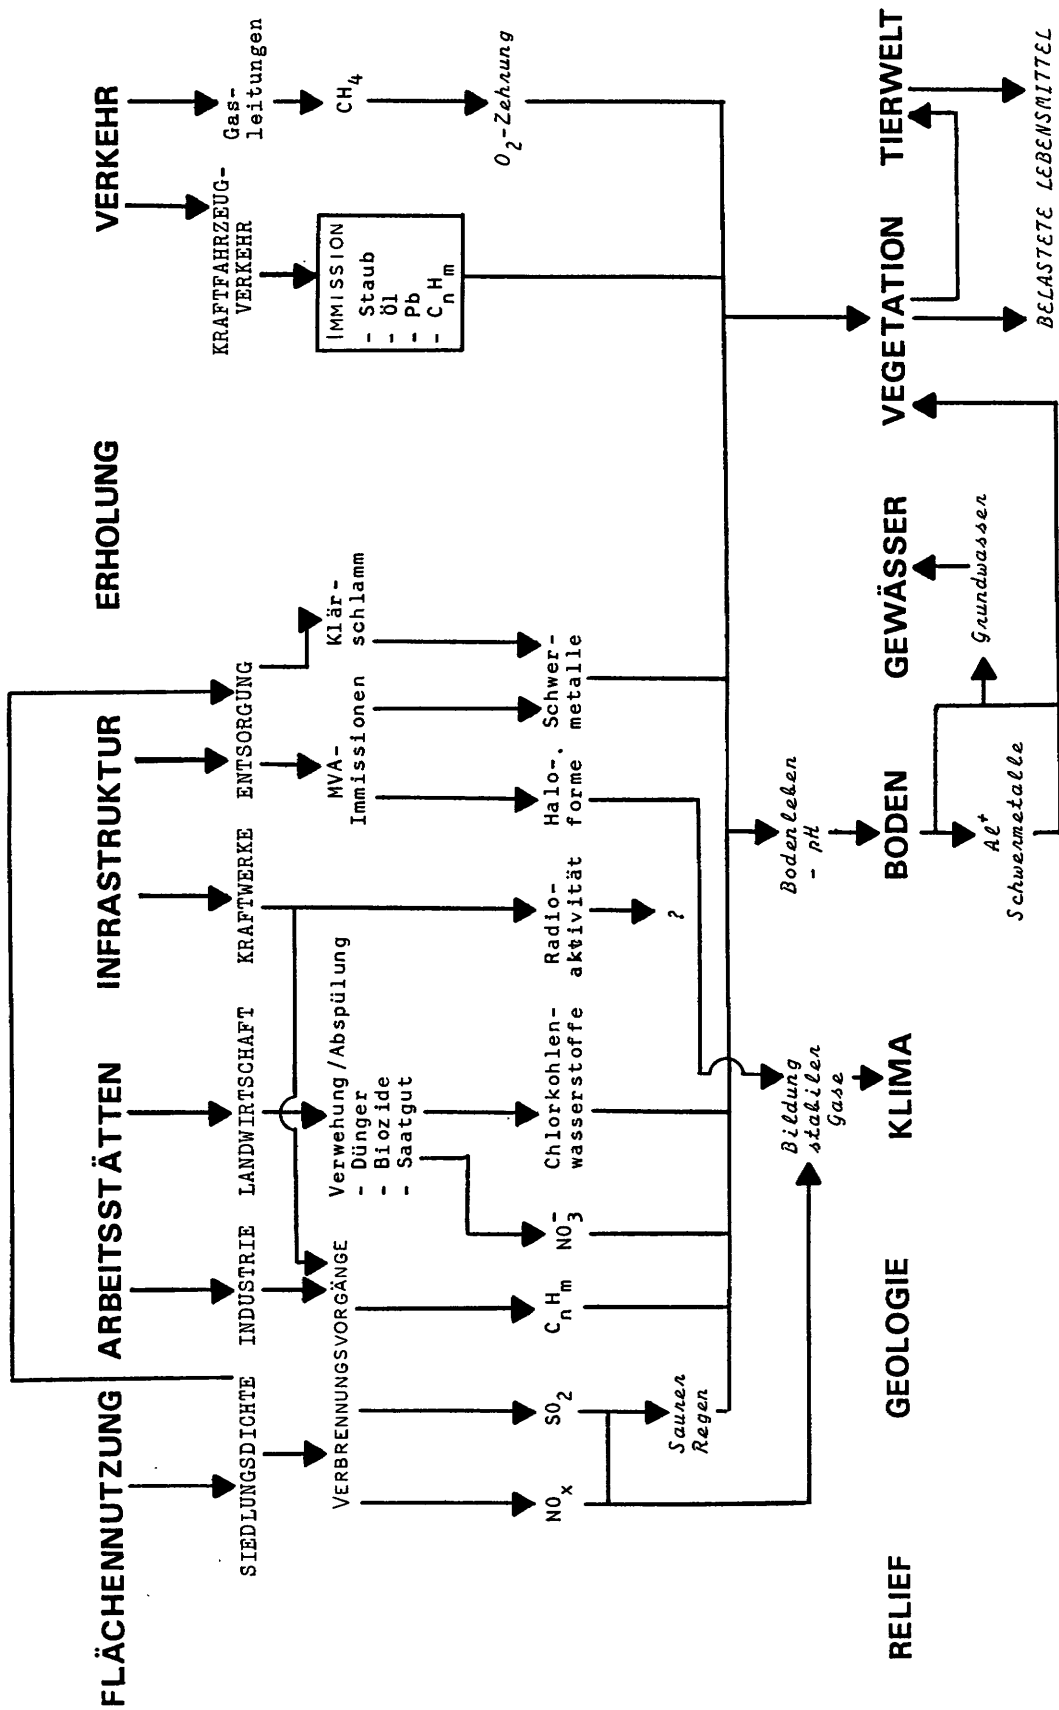 FLÄCHENNUTZUNG
ARBEITSSTÄTTEN
INFRASTRUKTUR
ERHOLUNG
VERKEHR
SIEDLUNGSDICHTE
INDUSTRIE
LANDWIRTSCHAFT
KRAFTWERKE
ENTSORGUNG
KRAFTFAHRZEUG-
VERKEHR
Gas-
leitungen
VERBRENNUNGSVORGÄNGE
Verwehung/Abspülung
- Dünger
- Biozide
- Saatgut
MVA-
Immissionen
Klär-
schlamm
IMMISSION
- Staub
- Öl
- Pb
- CnHm
CH4
NOx
SO2
CnHm
NO3-
Chlorkohlen-
wasserstoffe
Radio-
aktivität
Halo-.
forme
Schwer-
metalle
O2-Zehrung
Saurer
Regen
?
Bildung
stabiler
Gase
Bodenleben
- pH
RELIEF
GEOLOGIE
KLIMA
BODEN
GEWÄSSER
VEGETATION
TIERWELT
Al+
Schwermetalle
Grundwasser
BELASTETE LEBENSMITTEL